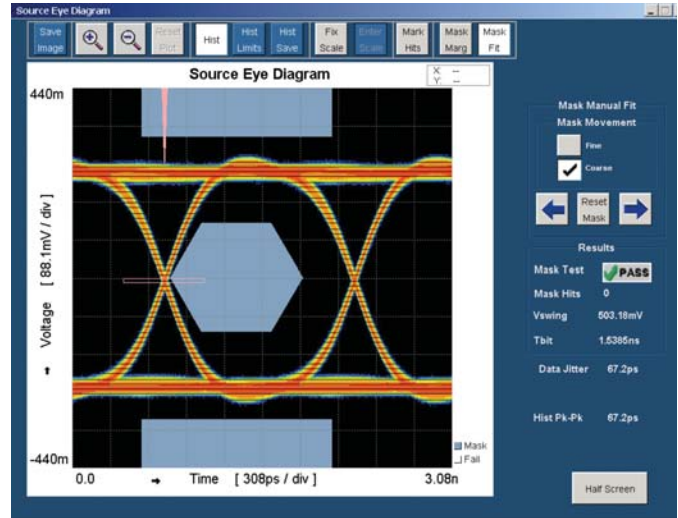 Source Eye Diagram
Save Image
Reset Plot
Hist
Hist Limits
Hist Save
Fix Scale
Enter Scale
Mark Hits
Mask Marg
Mask Fit
Source Eye Diagram
X: --
Y: --
440m
Voltage [ 88.1mV / div ]
-440m
0.0
Time [ 308ps / div ]
3.08n
Mask
Fail
Mask Manual Fit
Mask Movement
Fine
Coarse
Reset Mask
Results
Mask Test PASS
Mask Hits 0
Vswing 503.18mV
Tbit 1.5385ns
Data Jitter 67.2ps
Hist Pk-Pk 67.2ps
Half Screen